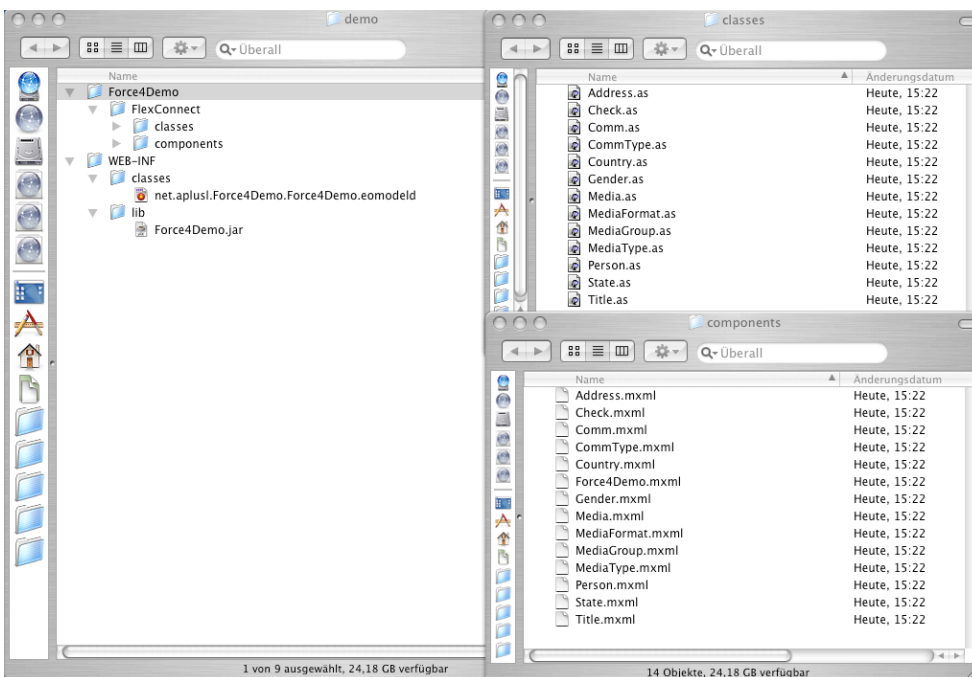 demo
Überall
Name
Force4Demo
FlexConnect
classes
components
WEB-INF
classes
net.aplusl.Force4Demo.Force4Demo.eomodeld
lib
Force4Demo.jar
1 von 9 ausgewählt, 24,18 GB verfügbar
classes
Überall
Name Änderungsdatum
Address.as Heute, 15:22
Check.as Heute, 15:22
Comm.as Heute, 15:22
CommType.as Heute, 15:22
Country.as Heute, 15:22
Gender.as Heute, 15:22
Media.as Heute, 15:22
MediaFormat.as Heute, 15:22
MediaGroup.as Heute, 15:22
MediaType.as Heute, 15:22
Person.as Heute, 15:22
State.as Heute, 15:22
Title.as Heute, 15:22
components
Überall
Name Änderungsdatum
Address.mxml Heute, 15:22
Check.mxml Heute, 15:22
Comm.mxml Heute, 15:22
CommType.mxml Heute, 15:22
Country.mxml Heute, 15:22
Force4Demo.mxml Heute, 15:22
Gender.mxml Heute, 15:22
Media.mxml Heute, 15:22
MediaFormat.mxml Heute, 15:22
MediaGroup.mxml Heute, 15:22
MediaType.mxml Heute, 15:22
Person.mxml Heute, 15:22
State.mxml Heute, 15:22
Title.mxml Heute, 15:22
14 Objekte, 24,18 GB verfügbar